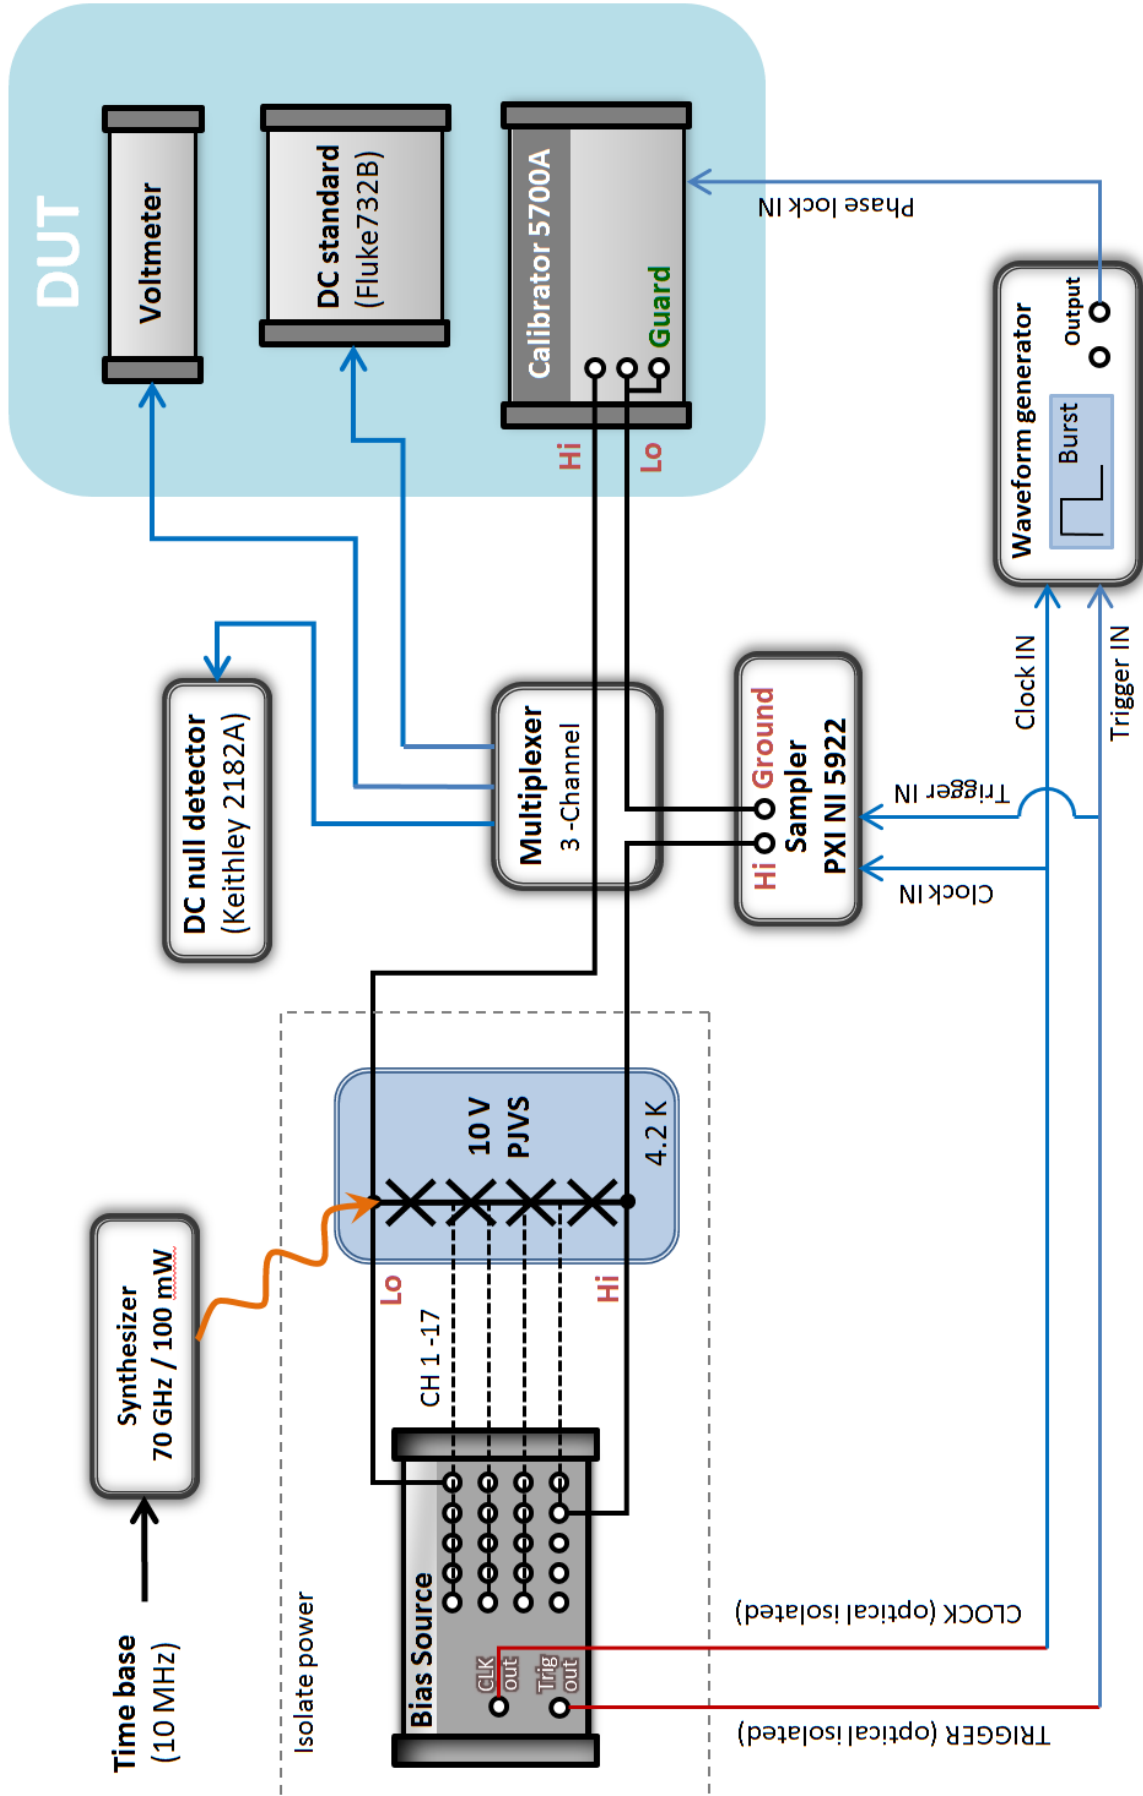 Time base
(10 MHz)
Synthesizer
70 GHz / 100 mW
Isolate power
Bias Source
CLK
out
Trig
out
CH 1 -17
Lo
Hi
10 V
PJVS
4.2 K
CLOCK (optical isolated)
TRIGGER (optical isolated)
DC null detector
(Keithley 2182A)
Multiplexer
3 -Channel
Hi
Ground
Sampler
PXI NI 5922
Clock IN
Trigger IN
Clock IN
Trigger IN
DUT
Voltmeter
DC standard
(Fluke732B)
Calibrator 5700A
Guard
Hi
Lo
Phase lock IN
Waveform generator
Burst
Output